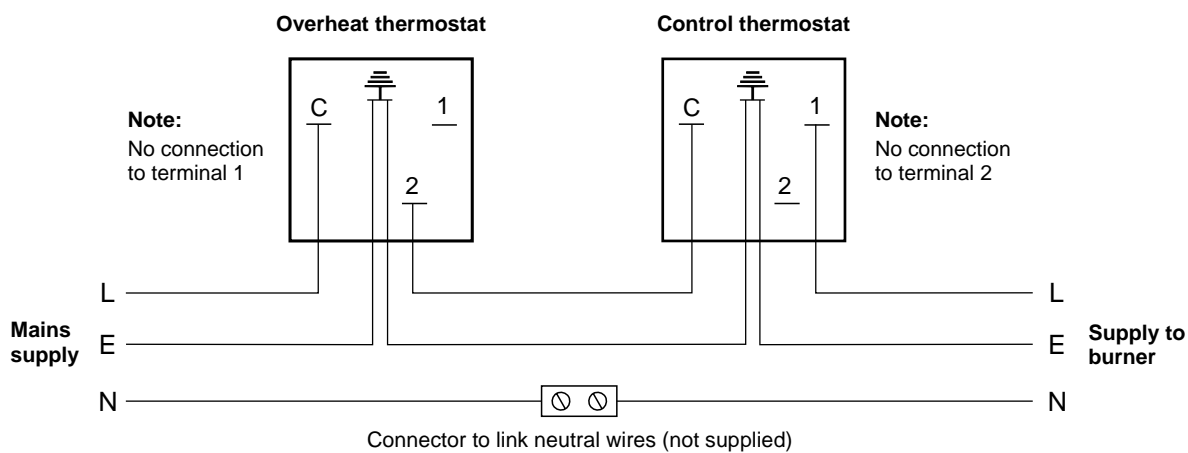 Overheat thermostat
Control thermostat
C
1
2
C
1
2
Note:
No connection
to terminal 1
Note:
No connection
to terminal 2
Mains
supply
L
E
N
L
E
N
Supply to
burner
Connector to link neutral wires (not supplied)